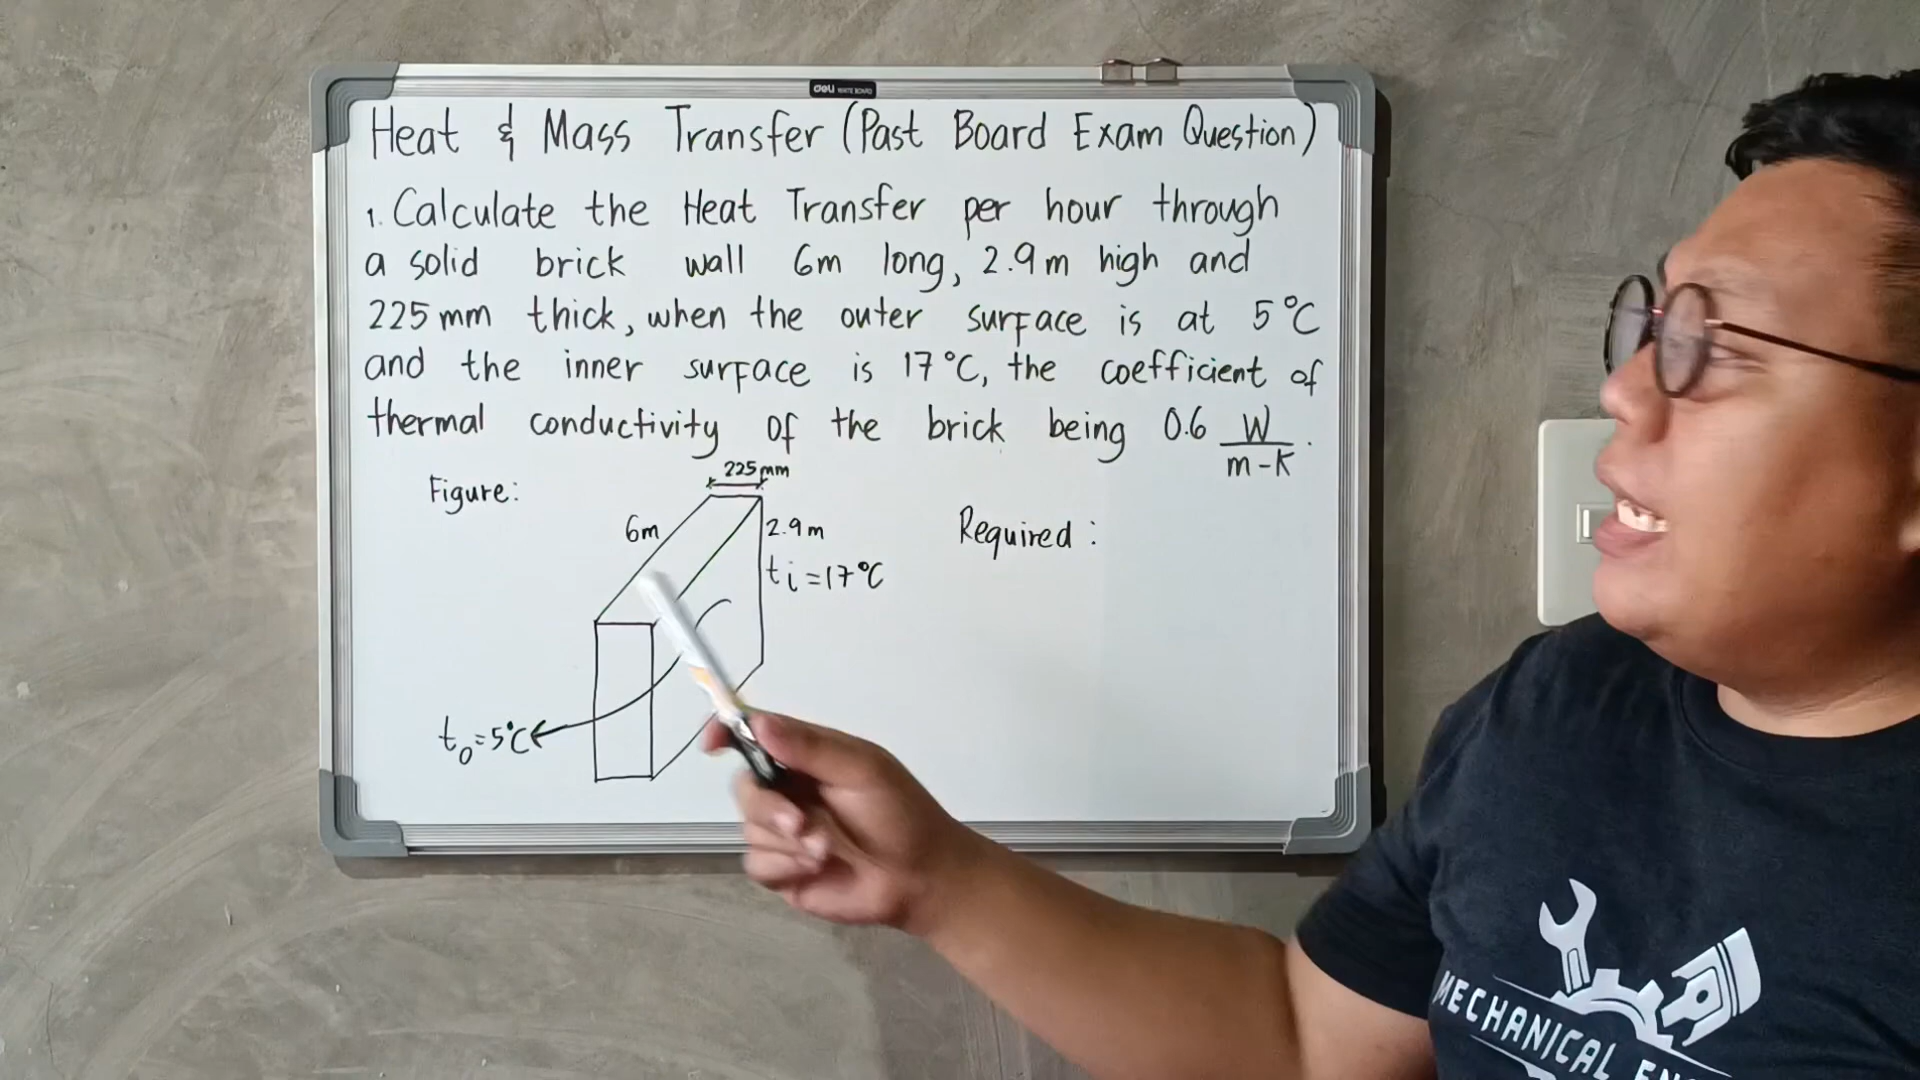 deli WHITE BOARD
Heat & Mass Transfer (Past Board Exam Question)
1. Calculate the Heat Transfer per hour through
a solid brick wall 6m long, 2.9m high and
225mm thick, when the outer surface is at 5°C
and the inner surface is 17°C, the coefficient of
thermal conductivity of the brick being 0.6 W/m-K.
Figure:
225mm
6m
2.9m
ti=17°C
to=5°C
Required:
MECHANICAL